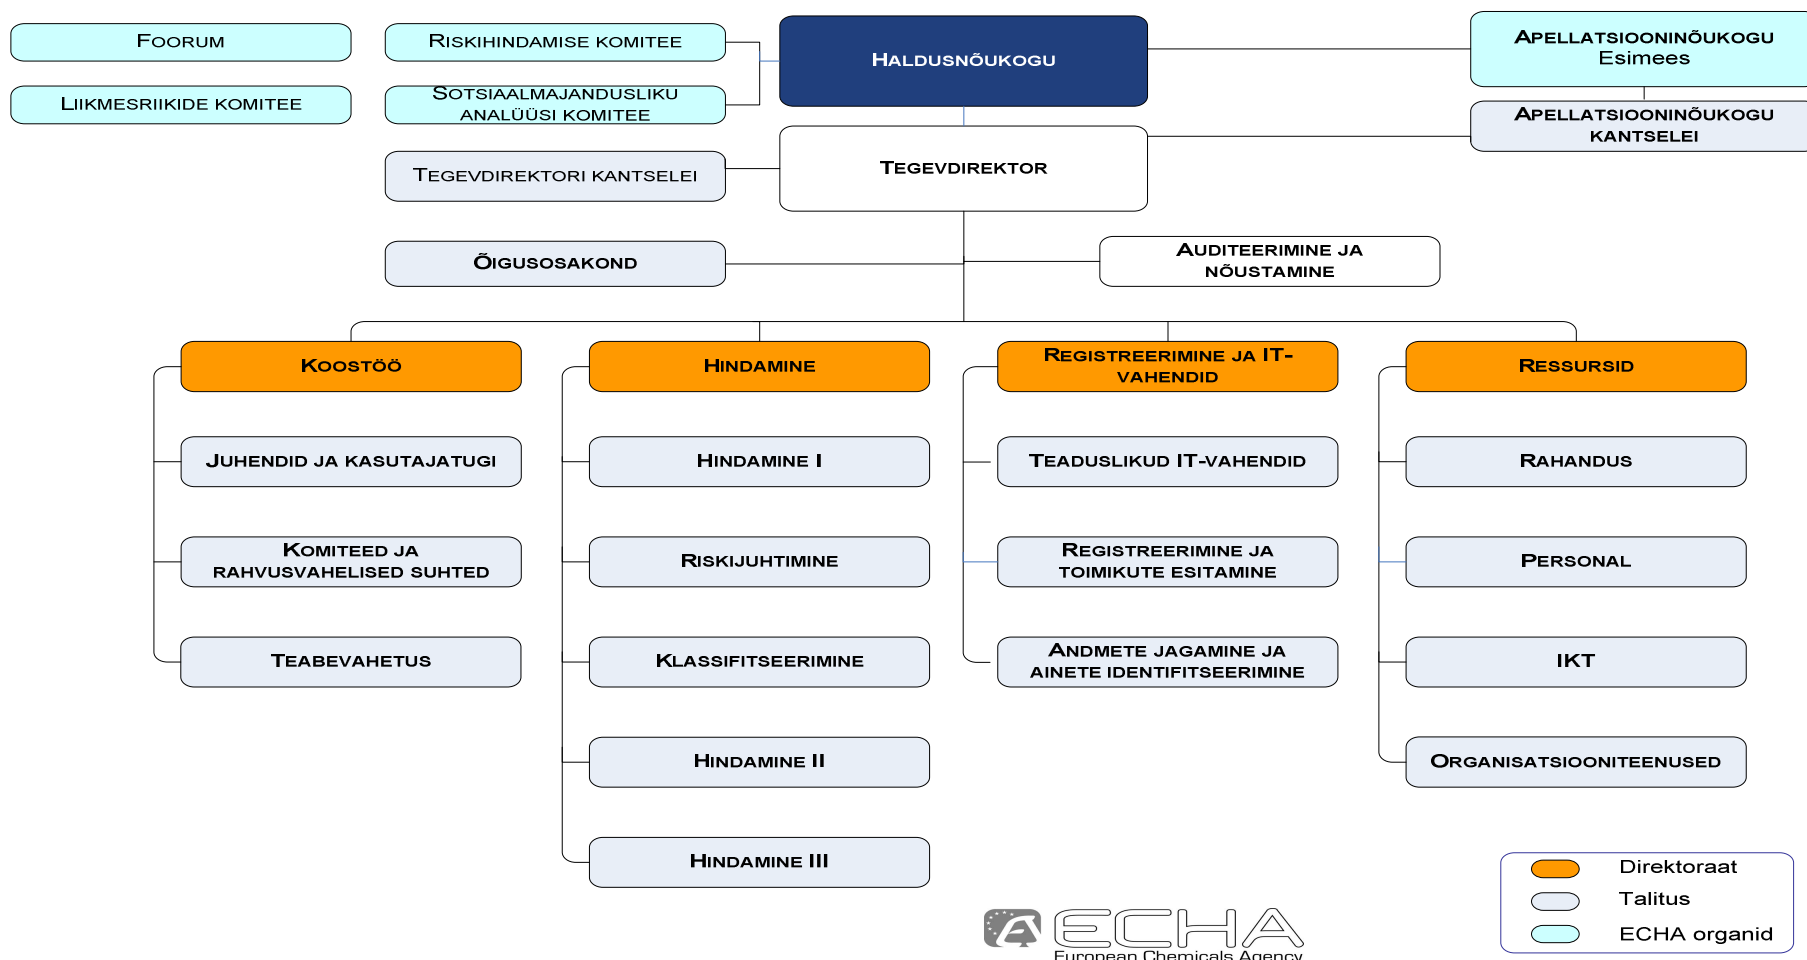 FOORUM
RISKIHINDAMISE KOMITEE
HALDUSNÕUKOGU
APELLATSIOONINÕUKOGU
Esimees
LIIKMESRIIKIDE KOMITEE
SOTSIAALMAJANDUSLIKU
ANALÜÜSI KOMITEE
APELLATSIOONINÕUKOGU
KANTSELEI
TEGEVDIREKTORI KANTSELEI
TEGEVDIREKTOR
ÕIGUSOSAKOND
AUDITEERIMINE JA
NÕUSTAMINE
KOOSTÖÖ
HINDAMINE
REGISTREERIMINE JA IT-
VAHENDID
RESSURSID
JUHENDID JA KASUTAJATUGI
HINDAMINE I
TEADUSLIKUD IT-VAHENDID
RAHANDUS
KOMITEED JA
RAHVUSVAHELISED SUHTED
RISKIJUHTIMINE
REGISTREERIMINE JA
TOIMIKUTE ESITAMINE
PERSONAL
TEABEVAHETUS
KLASSIFITSEERIMINE
ANDMETE JAGAMINE JA
AINETE IDENTIFITSEERIMINE
IKT
HINDAMINE II
ORGANISATSIOONITEENUSED
HINDAMINE III
Direktoraat
Talitus
ECHA organid
ECHA
European Chemicals Agency